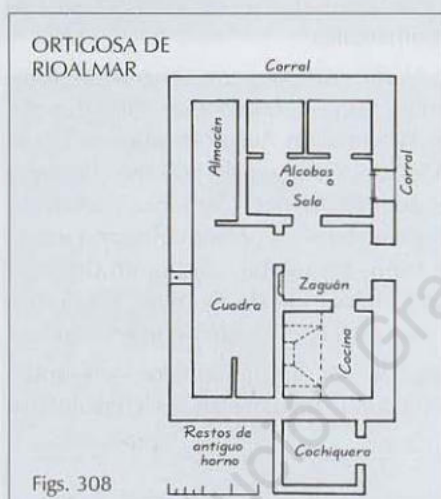 ORTIGOSA DE
RIOALMAR
Corral
Almacén
Alcobas
Sala
Corral
Zaguán
Cuadra
Cocina
Restos de
antiguo
horno
Cochiquera
Figs. 308